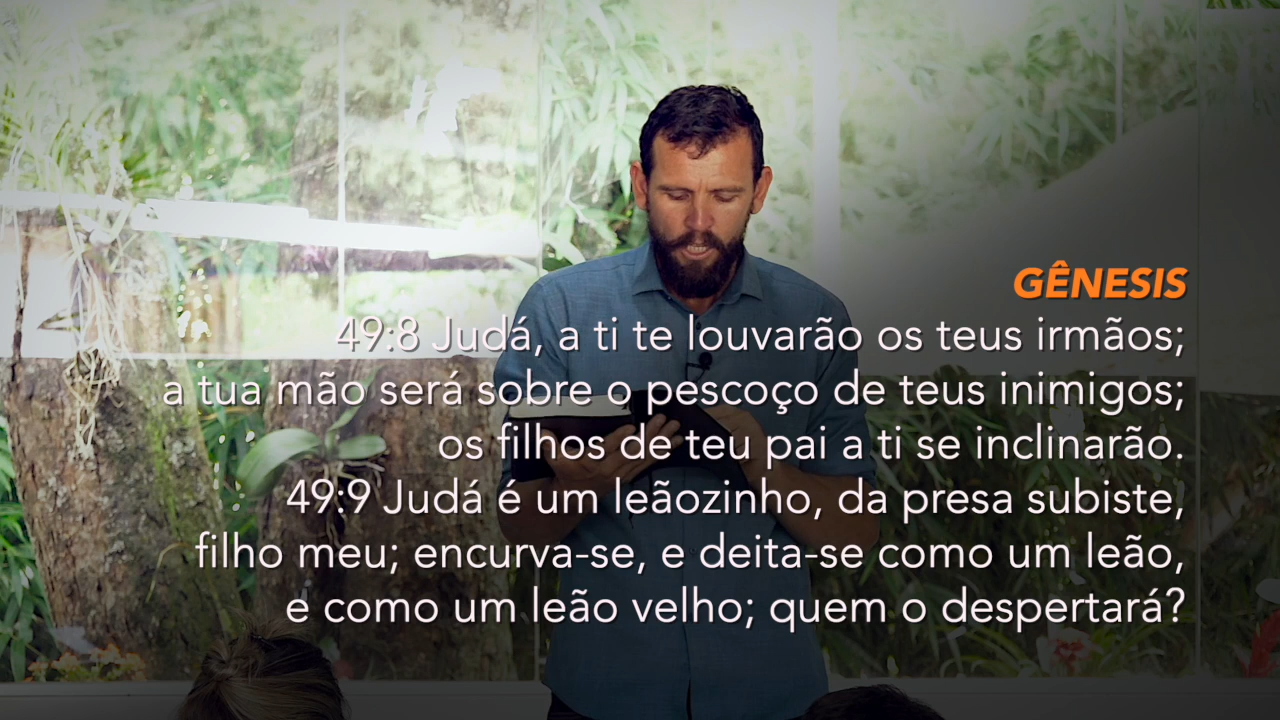 GÊNESIS
49:8 Judá, a ti te louvarão os teus irmãos;
a tua mão será sobre o pescoço de teus inimigos;
os filhos de teu pai a ti se inclinarão.
49:9 Judá é um leãozinho, da presa subiste,
filho meu; encurva-se, e deita-se como um leão,
e como um leão velho; quem o despertará?